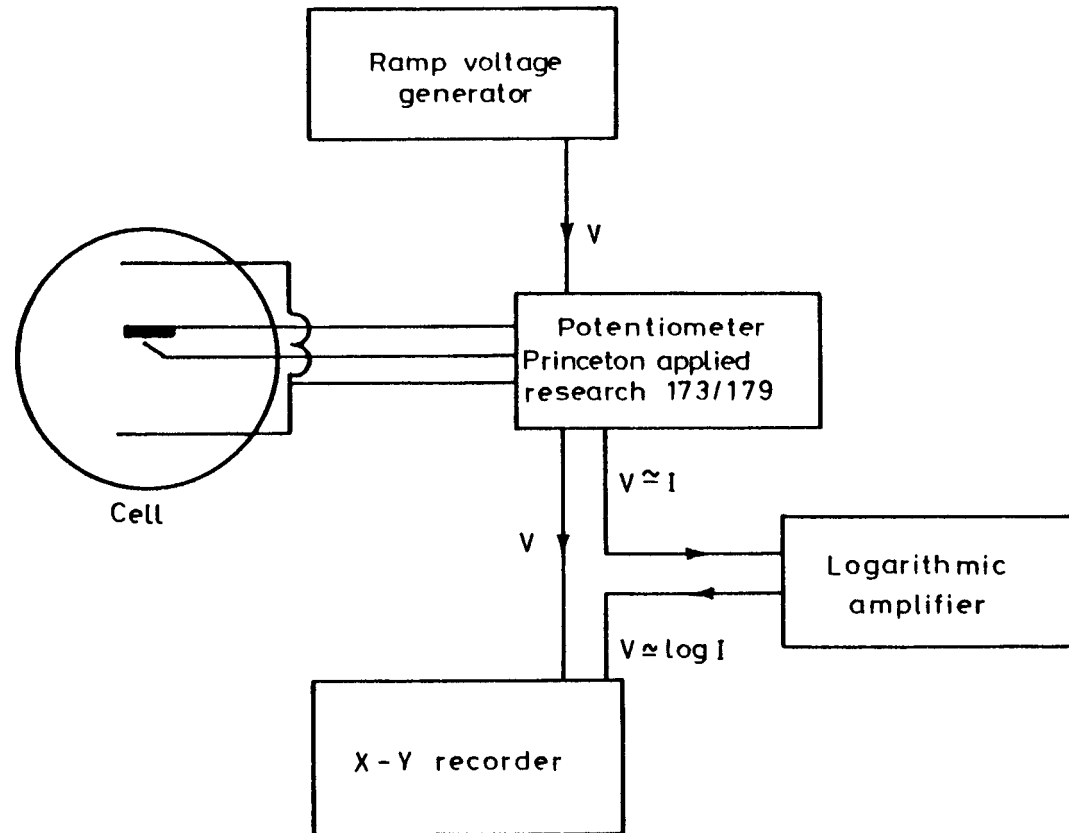 Ramp voltage
generator
V
Potentiometer
Princeton applied
research 173/179
Cell
V ≃ I
V
Logarithmic
amplifier
V ≃ log I
X - Y recorder